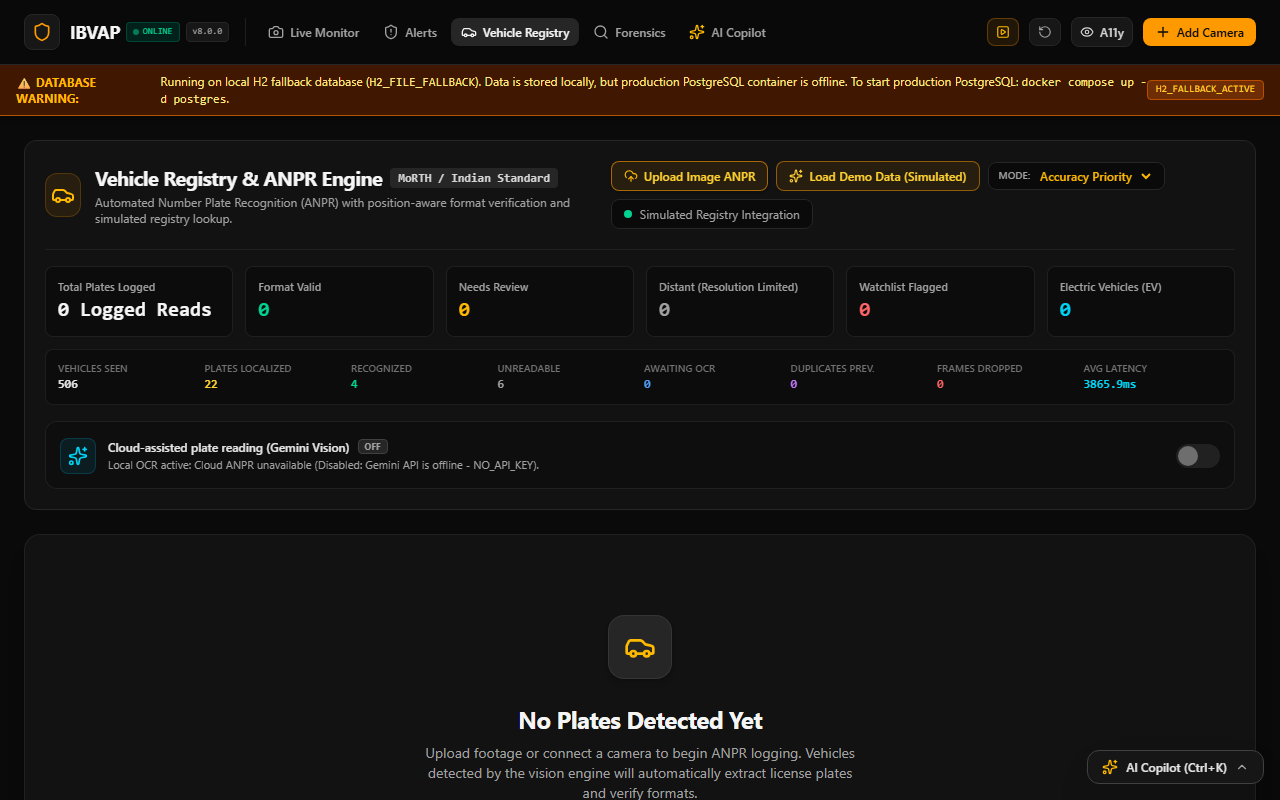 IBVAP ONLINE v8.0.0 Live Monitor Alerts Vehicle Registry Forensics AI Copilot A11y Add Camera
DATABASE WARNING:
Running on local H2 fallback database (H2_FILE_FALLBACK). Data is stored locally, but production PostgreSQL container is offline. To start production PostgreSQL: docker compose up -
d postgres.
H2_FALLBACK_ACTIVE
Vehicle Registry & ANPR Engine MoRTH / Indian Standard
Automated Number Plate Recognition (ANPR) with position-aware format verification and
simulated registry lookup.
Upload Image ANPR Load Demo Data (Simulated) MODE: Accuracy Priority
Simulated Registry Integration
Total Plates Logged
0 Logged Reads
Format Valid
0
Needs Review
0
Distant (Resolution Limited)
0
Watchlist Flagged
0
Electric Vehicles (EV)
0
VEHICLES SEEN
506
PLATES LOCALIZED
22
RECOGNIZED
4
UNREADABLE
6
AWAITING OCR
0
DUPLICATES PREV.
0
FRAMES DROPPED
0
AVG LATENCY
3865.9ms
Cloud-assisted plate reading (Gemini Vision) OFF
Local OCR active: Cloud ANPR unavailable (Disabled: Gemini API is offline - NO_API_KEY).
No Plates Detected Yet
Upload footage or connect a camera to begin ANPR logging. Vehicles
detected by the vision engine will automatically extract license plates
and verify formats.
AI Copilot (Ctrl+K)